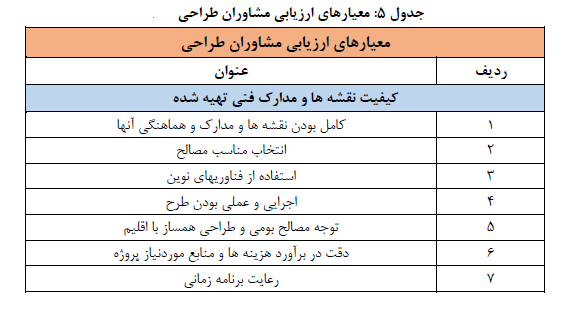 جدول ۵: معیارهای ارزیابی مشاوران طراحی
معیارهای ارزیابی مشاوران طراحی
ردیف عنوان
کیفیت نقشه ها و مدارک فنی تهیه شده
۱ کامل بودن نقشه ها و مدارک و هماهنگی آنها
۲ انتخاب مناسب مصالح
۳ استفاده از فناوریهای نوین
۴ اجرایی و عملی بودن طرح
۵ توجه مصالح بومی و طراحی همساز با اقلیم
۶ دقت در برآورد هزینه ها و منابع موردنیاز پروژه
۷ رعایت برنامه زمانی